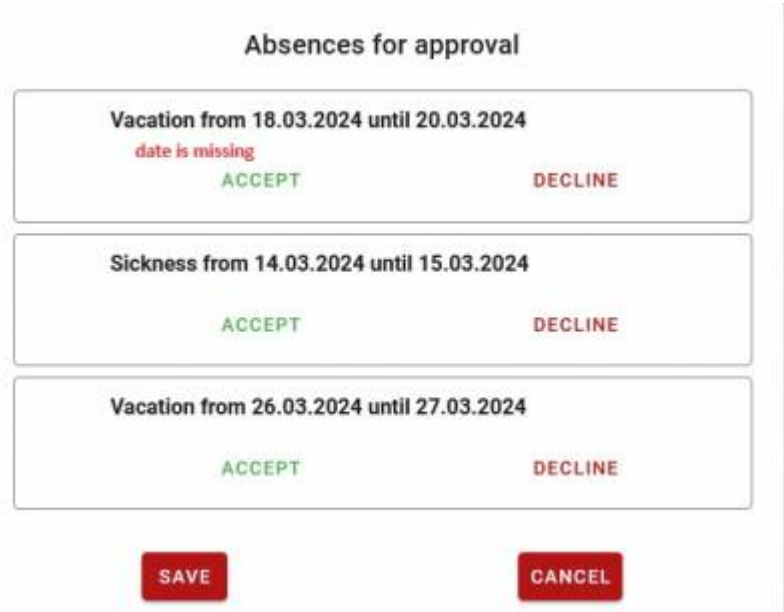 Absences for approval
Vacation from 18.03.2024 until 20.03.2024
date is missing
ACCEPT DECLINE
Sickness from 14.03.2024 until 15.03.2024
ACCEPT DECLINE
Vacation from 26.03.2024 until 27.03.2024
ACCEPT DECLINE
SAVE CANCEL